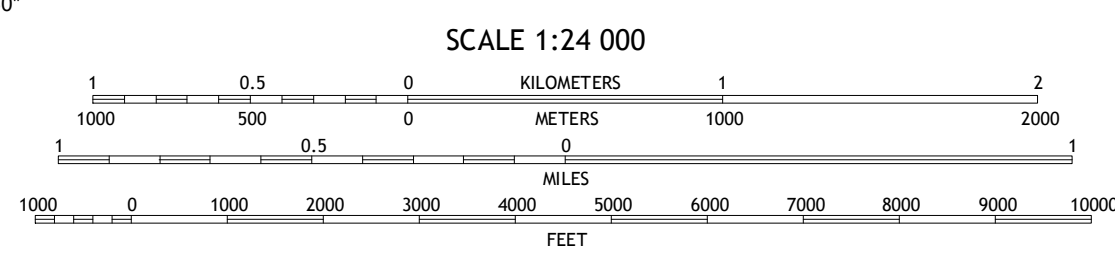 0"
SCALE 1:24 000
1 0.5 0 KILOMETERS 1 2
1000 500 0 METERS 1000 2000
1 0.5 0 1
MILES
1000 0 1000 2000 3000 4000 5000 6000 7000 8000 9000 10000
FEET